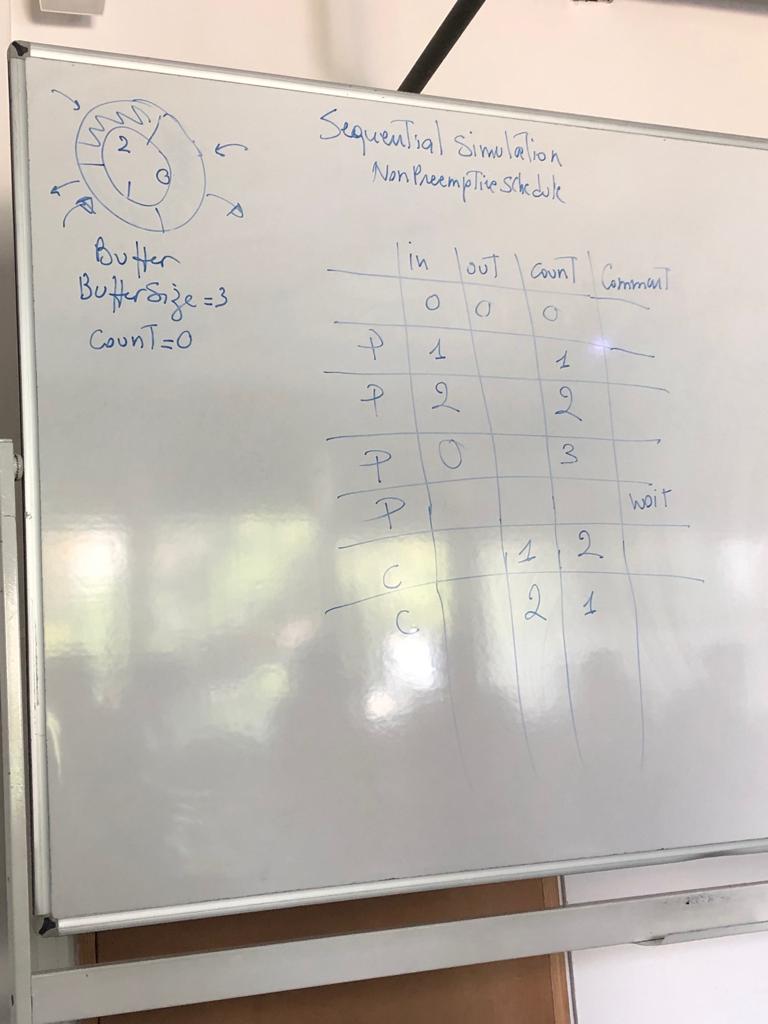 2
0
1
Buffer
BufferSize=3
Count=0
Sequential Simulation
NonPreemptive Schedule
in out count Comment
0 0 0
P 1 1
P 2 2
P 0 3
P wait
C 1 2
C 2 1